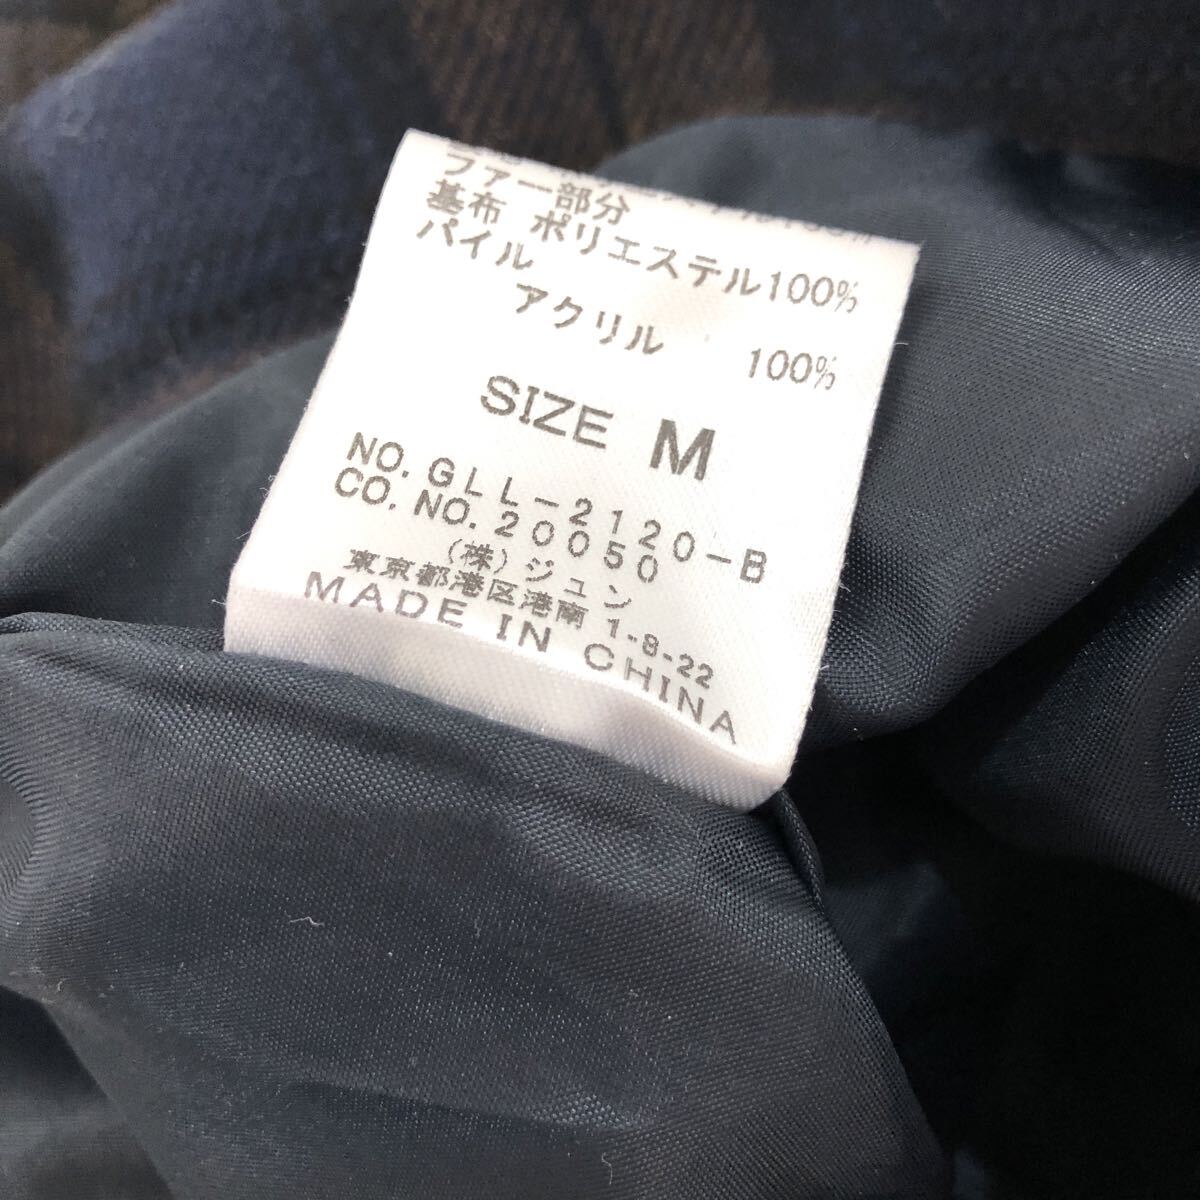 ファー部分
基布 ポリエステル100%
パイル
アクリル 100%
SIZE M
NO. GLL-2120-B
CO. NO. 20050
(株)ジュン
東京都港区港南 1-8-22
MADE IN CHINA